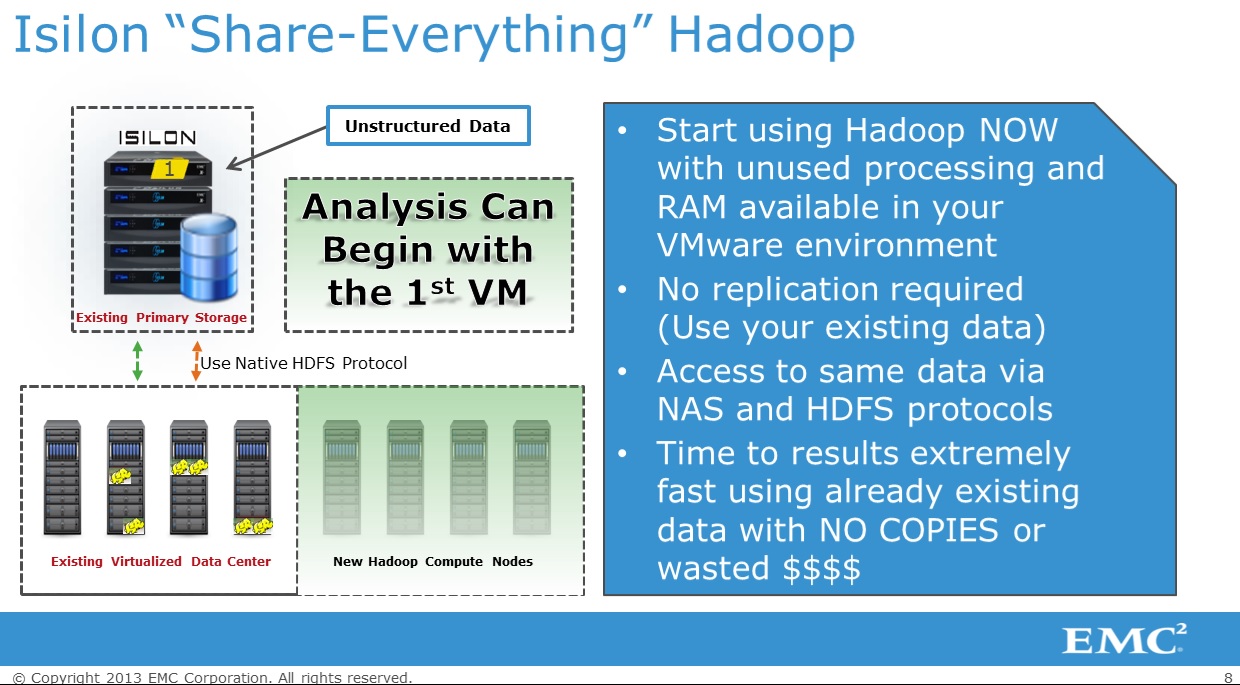 Isilon “Share-Everything” Hadoop
ISILON
1
Existing Primary Storage
Unstructured Data
Analysis Can
Begin with
the 1st VM
Use Native HDFS Protocol
Existing Virtualized Data Center
New Hadoop Compute Nodes
• Start using Hadoop NOW
with unused processing and
RAM available in your
VMware environment
• No replication required
(Use your existing data)
• Access to same data via
NAS and HDFS protocols
• Time to results extremely
fast using already existing
data with NO COPIES or
wasted $$$$
EMC²
© Copyright 2013 EMC Corporation. All rights reserved.
8